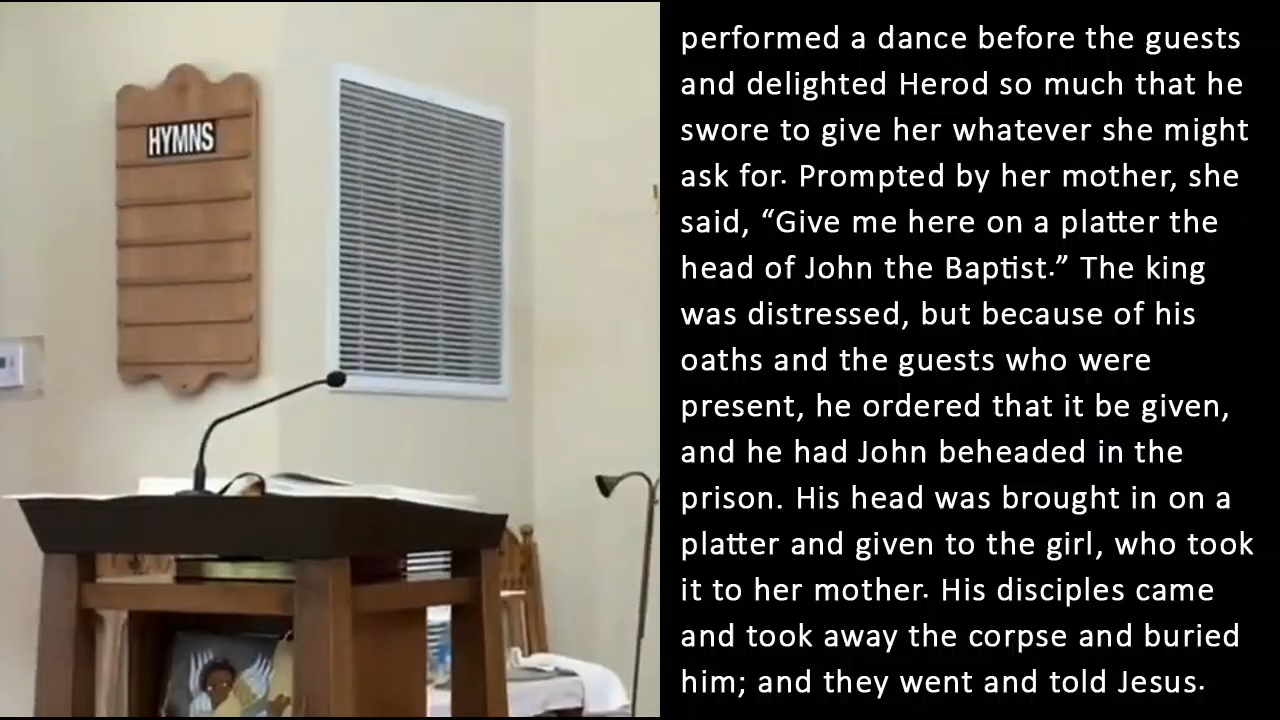 HYMNS
performed a dance before the guests
and delighted Herod so much that he
swore to give her whatever she might
ask for. Prompted by her mother, she
said, “Give me here on a platter the
head of John the Baptist.” The king
was distressed, but because of his
oaths and the guests who were
present, he ordered that it be given,
and he had John beheaded in the
prison. His head was brought in on a
platter and given to the girl, who took
it to her mother. His disciples came
and took away the corpse and buried
him; and they went and told Jesus.